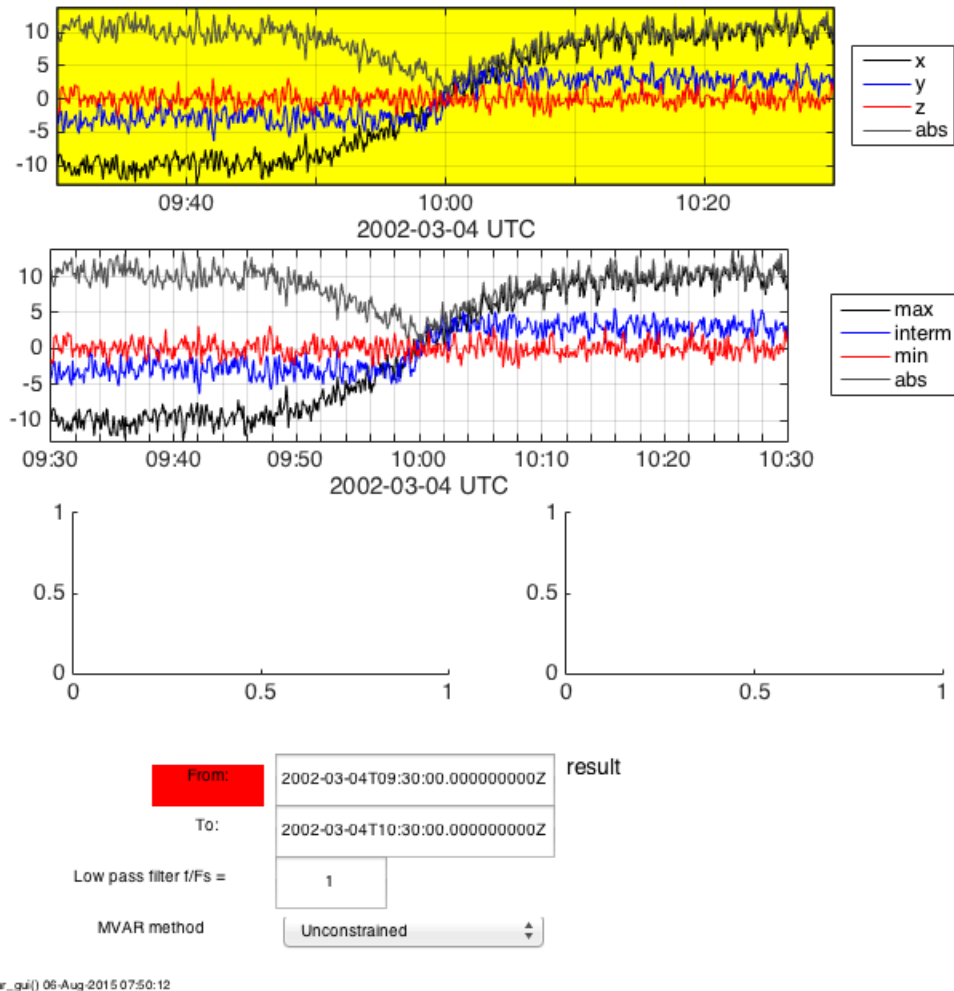 10
5
0
-5
-10
09:40 10:00 10:20
2002-03-04 UTC
x
y
z
abs
10
5
0
-5
-10
09:30 09:40 09:50 10:00 10:10 10:20 10:30
2002-03-04 UTC
max
interm
min
abs
1
0.5
0
0 0.5 1
1
0.5
0
0 0.5 1
From: 2002-03-04T09:30:00.000000000Z result
To: 2002-03-04T10:30:00.000000000Z
Low pass filter f/Fs = 1
MVAR method Unconstrained
r_gui() 06-Aug-2015 07:50:12